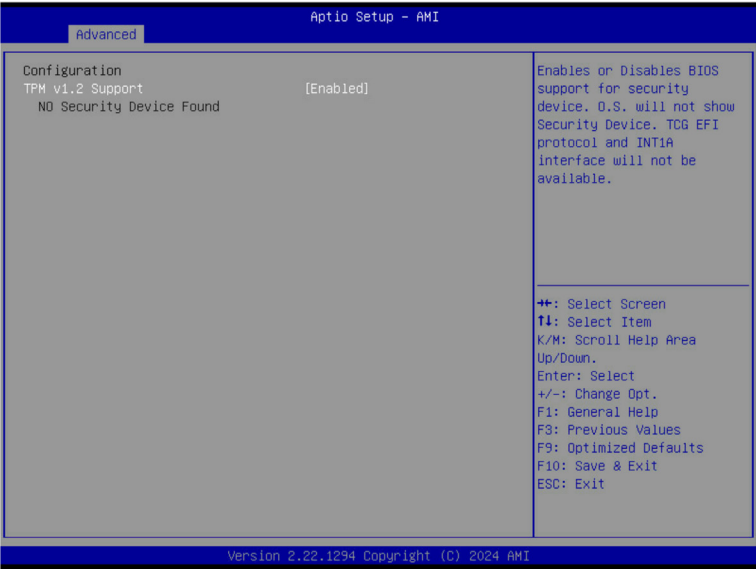 Aptio Setup – AMI
Advanced
Configuration
TPM v1.2 Support [Enabled]
NO Security Device Found
Enables or Disables BIOS
support for security
device. O.S. will not show
Security Device. TCG EFI
protocol and INT1A
interface will not be
available.
→←: Select Screen
↑↓: Select Item
K/M: Scroll Help Area
Up/Down.
Enter: Select
+/-: Change Opt.
F1: General Help
F3: Previous Values
F9: Optimized Defaults
F10: Save & Exit
ESC: Exit
Version 2.22.1294 Copyright (C) 2024 AMI